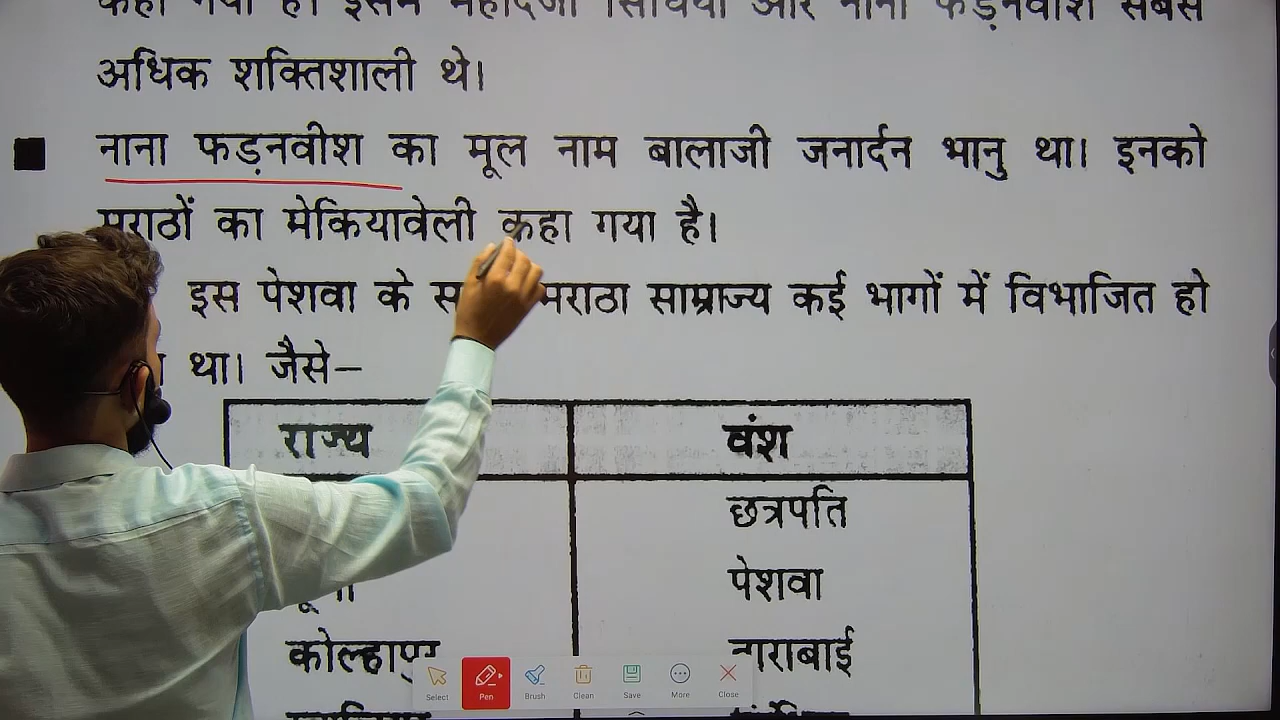 अधिक शक्तिशाली थे।
नाना फड़नवीश का मूल नाम बालाजी जनार्दन भानु था। इनको
मराठों का मेकियावेली कहा गया है।
इस पेशवा के मराठा साम्राज्य कई भागों में विभाजित हो
था। जैसे–
राज्य वंश
छत्रपति
पेशवा
कोल्हापुर ताराबाई
Select Pen Brush Clean Save More Close